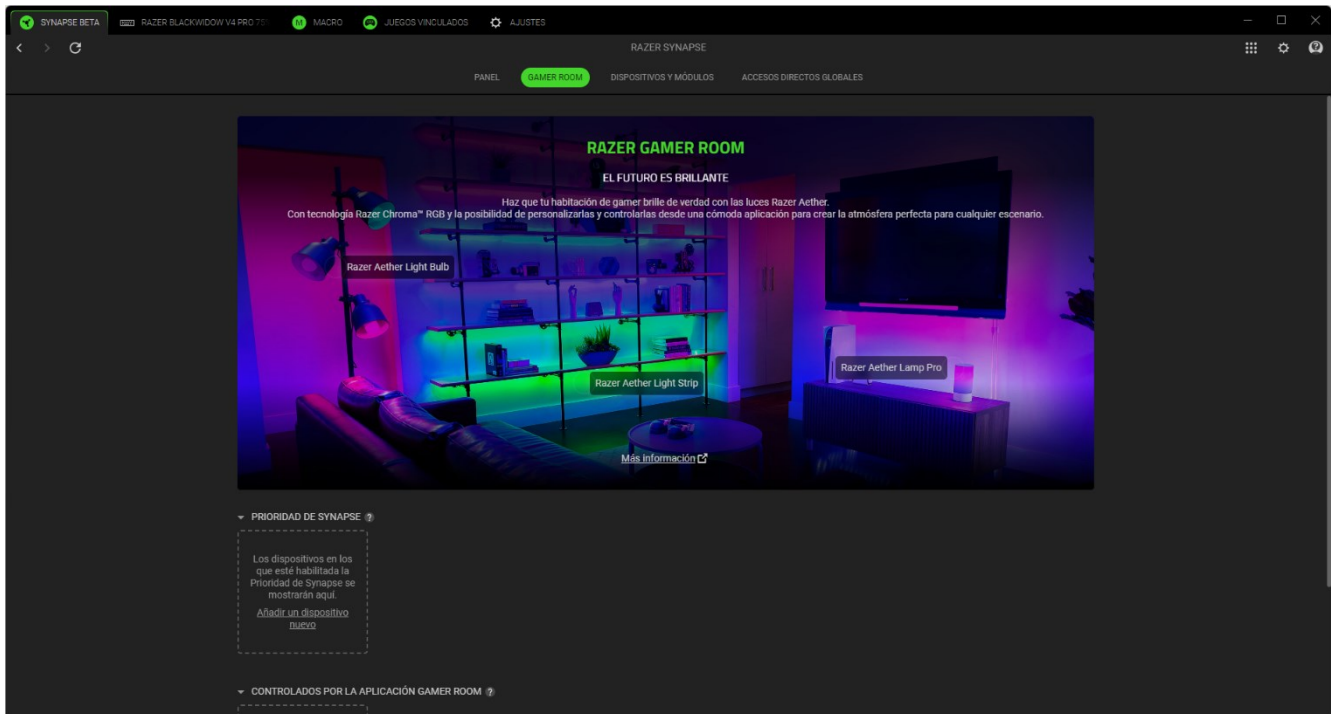 SYNAPSE BETA
RAZER BLACKWIDOW V4 PRO 75
MACRO
JUEGOS VINCULADOS
AJUSTES
RAZER SYNAPSE
PANEL
GAMER ROOM
DISPOSITIVOS Y MÓDULOS
ACCESOS DIRECTOS GLOBALES
RAZER GAMER ROOM
EL FUTURO ES BRILLANTE
Haz que tu habitación de gamer brille de verdad con las luces Razer Aether.
Con tecnología Razer Chroma™ RGB y la posibilidad de personalizarlas y controlarlas desde una cómoda aplicación para crear la atmósfera perfecta para cualquier escenario.
Razer Aether Light Bulb
Razer Aether Lamp Pro
Razer Aether Light Strip
Más información
PRIORIDAD DE SYNAPSE
Los dispositivos en los
que esté habilitada la
Prioridad de Synapse se
mostrarán aquí.
Añadir un dispositivo
nuevo
CONTROLADOS POR LA APLICACIÓN GAMER ROOM